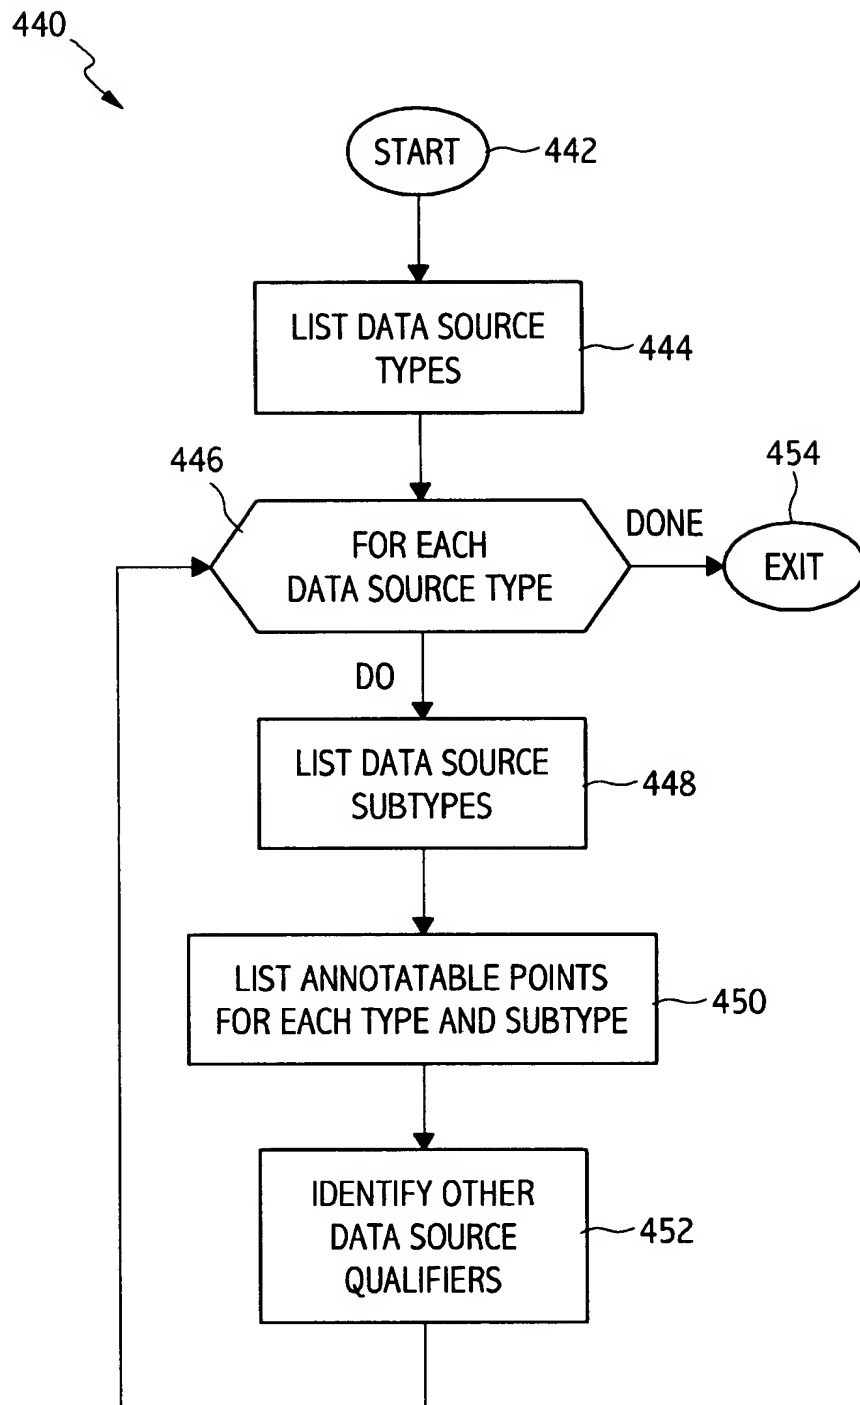 440
START
442
LIST DATA SOURCE
TYPES
444
446
FOR EACH
DATA SOURCE TYPE
DONE
454
EXIT
DO
LIST DATA SOURCE
SUBTYPES
448
LIST ANNOTATABLE POINTS
FOR EACH TYPE AND SUBTYPE
450
IDENTIFY OTHER
DATA SOURCE
QUALIFIERS
452